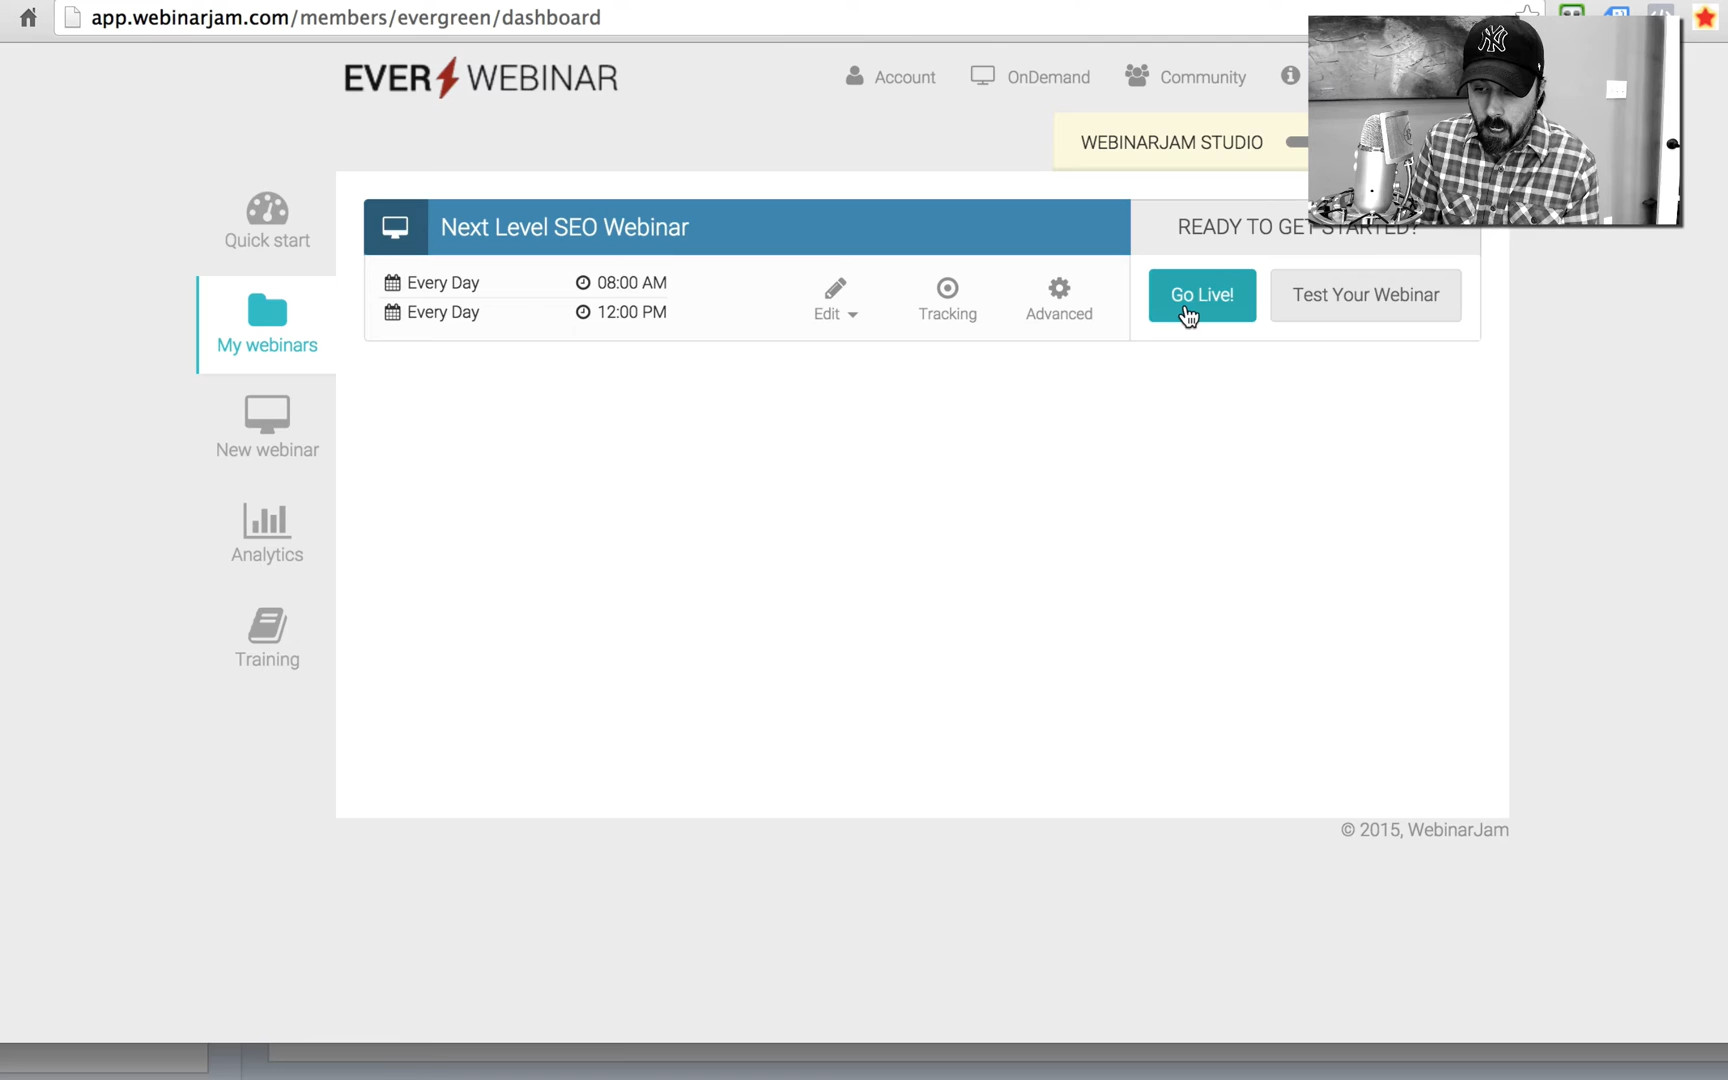 app.webinarjam.com/members/evergreen/dashboard
EVER WEBINAR
Account
OnDemand
Community
WEBINARJAM STUDIO
Quick start
My webinars
New webinar
Analytics
Training
Next Level SEO Webinar
READY TO GET STARTED?
Every Day 08:00 AM
Every Day 12:00 PM
Edit
Tracking
Advanced
Go Live!
Test Your Webinar
© 2015, WebinarJam